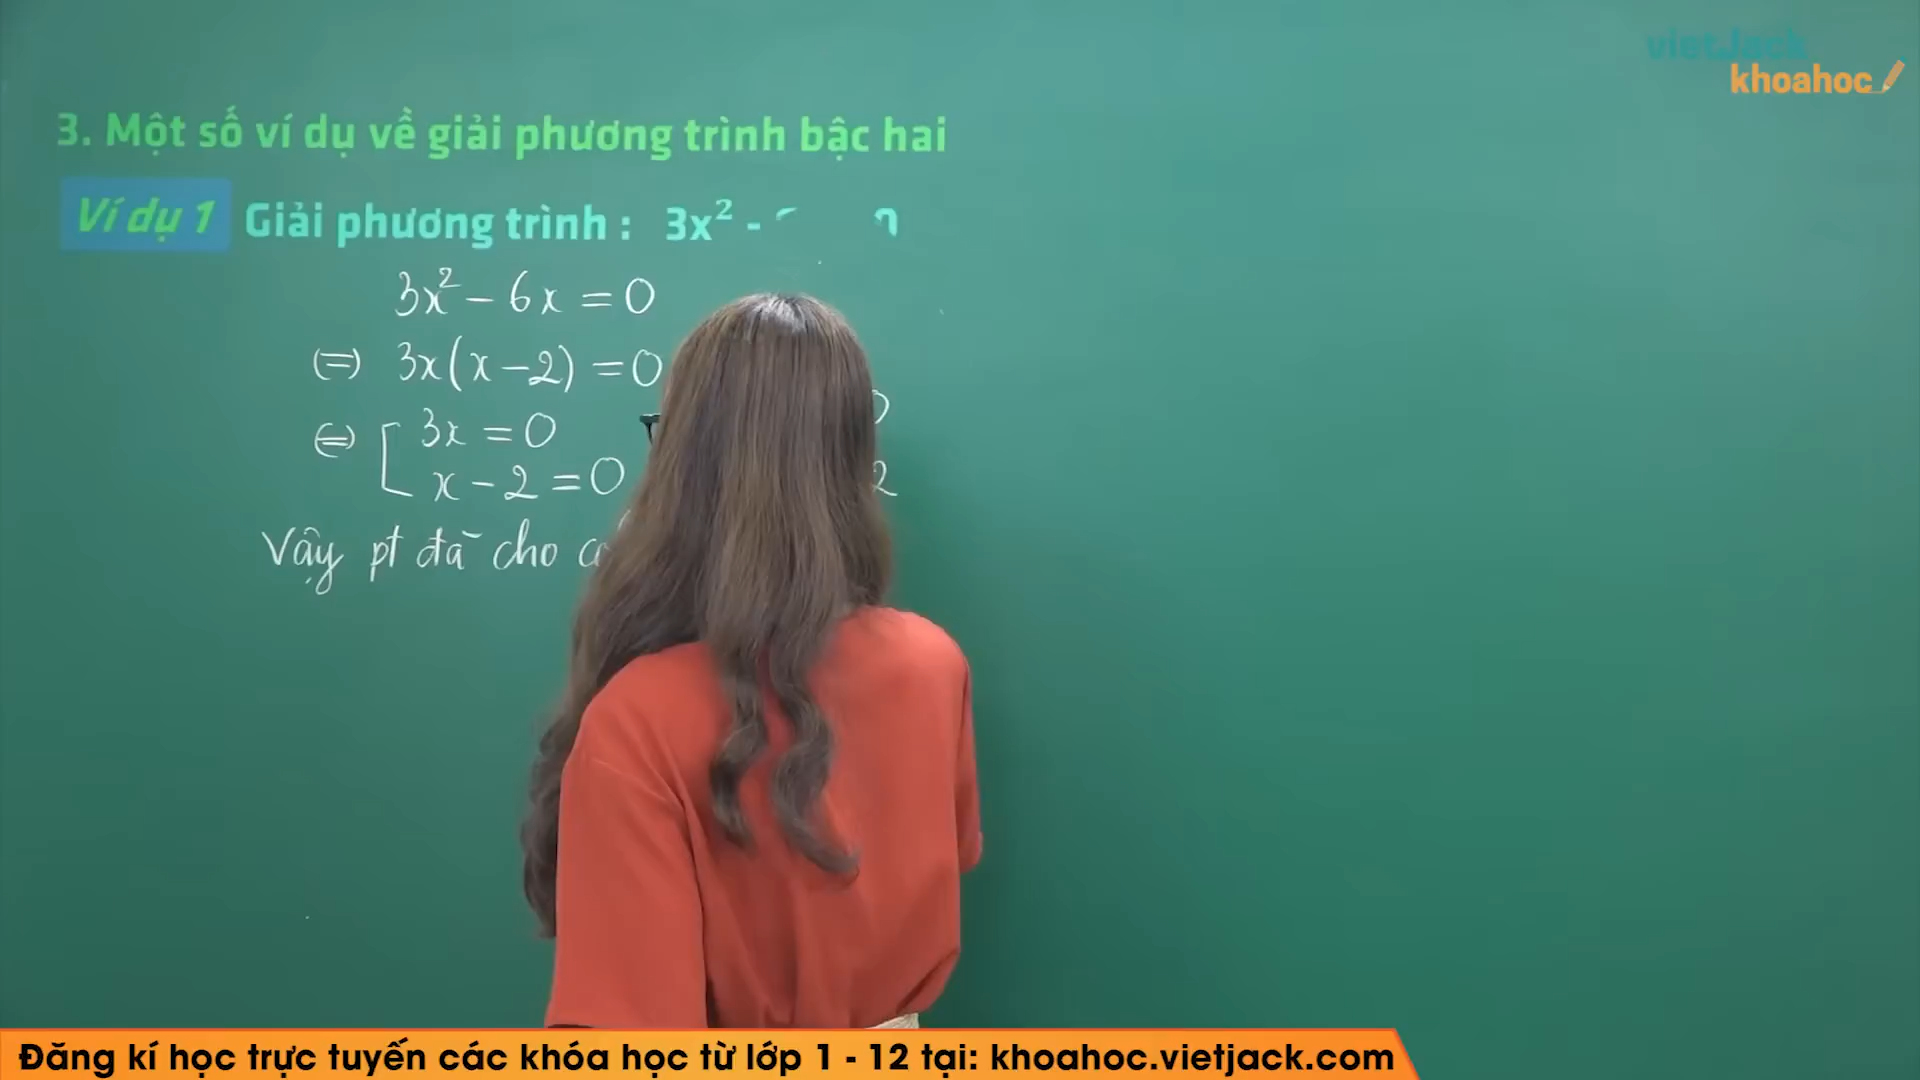 vietJack
khoahoc
3. Một số ví dụ về giải phương trình bậc hai
Ví dụ 1 Giải phương trình : 3x² -
3x² - 6x = 0
(=) 3x(x - 2) = 0
(=) [ 3x = 0
x - 2 = 0 2
Vậy pt đã cho
Đăng kí học trực tuyến các khóa học từ lớp 1 - 12 tại: khoahoc.vietjack.com